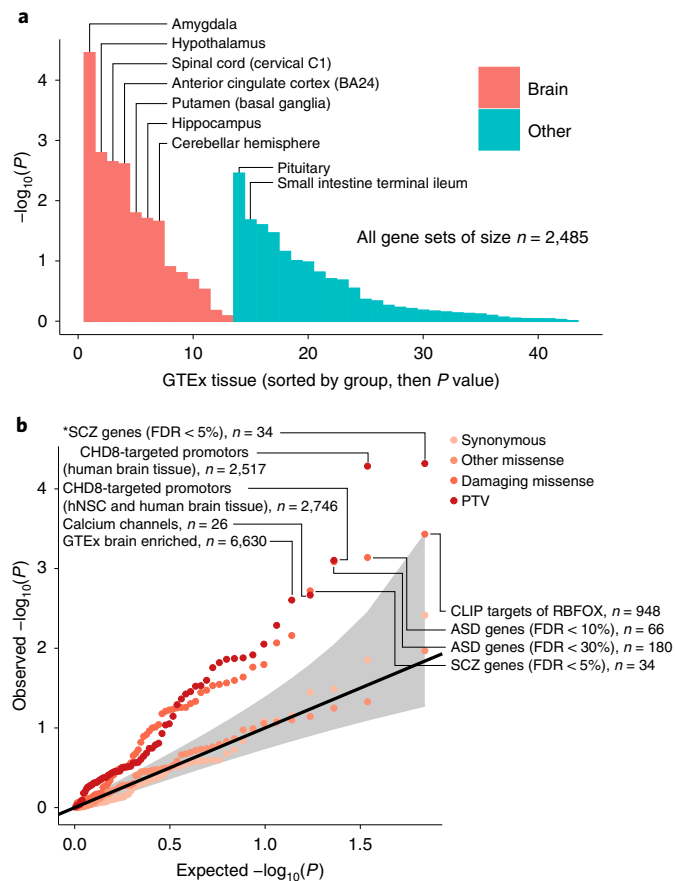 a
Amygdala
Hypothalamus
Spinal cord (cervical C1)
Anterior cingulate cortex (BA24)
Putamen (basal ganglia)
Hippocampus
Cerebellar hemisphere
Pituitary
Small intestine terminal ileum
Brain
Other
All gene sets of size n = 2,485
–log10(P)
4
3
2
1
0
0 20 30 40
GTEx tissue (sorted by group, then P value)
b
*SCZ genes (FDR < 5%), n = 34
CHD8-targeted promotors
(human brain tissue), n = 2,517
CHD8-targeted promotors
(hNSC and human brain tissue), n = 2,746
Calcium channels, n = 26
GTEx brain enriched, n = 6,630
Synonymous
Other missense
Damaging missense
PTV
CLIP targets of RBFOX, n = 948
ASD genes (FDR < 10%), n = 66
ASD genes (FDR < 30%), n = 180
SCZ genes (FDR < 5%), n = 34
Observed –log10(P)
4
3
2
1
0
0.0 0.5 1.0 1.5
Expected –log10(P)